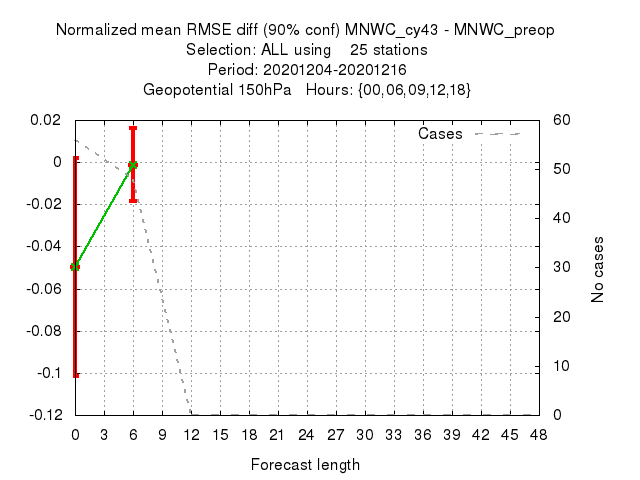 Normalized mean RMSE diff (90% conf) MNWC_cy43 - MNWC_preop
Selection: ALL using 25 stations
Period: 20201204-20201216
Geopotential 150hPa Hours: {00,06,09,12,18}
Cases
0.02
0
-0.02
-0.04
-0.06
-0.08
-0.1
-0.12
60
50
40
30
20
10
0
No cases
0 3 6 9 12 15 18 21 24 27 30 33 36 39 42 45 48
Forecast length